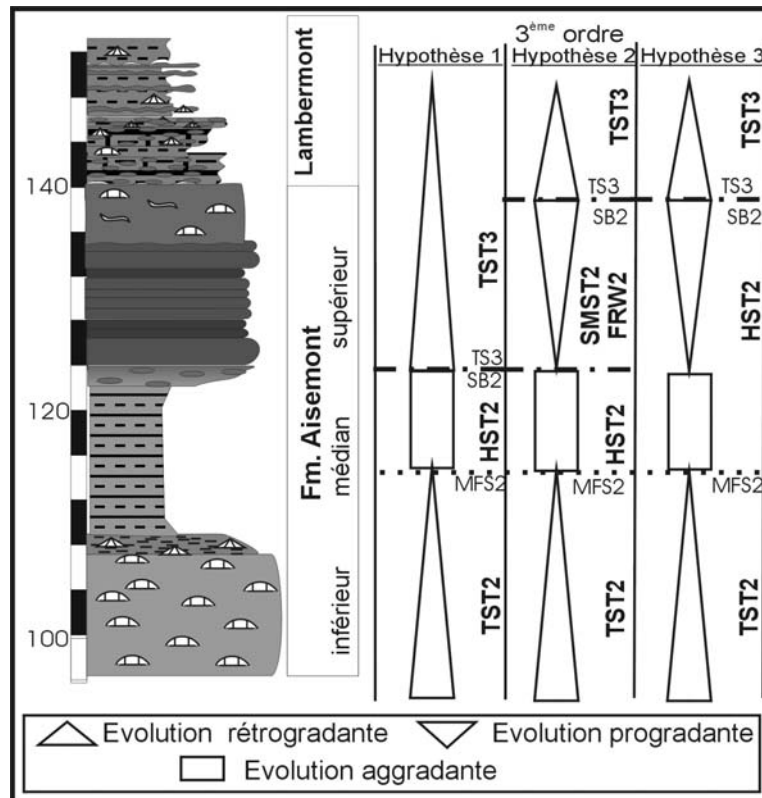 3ème ordre
Hypothèse 1
Hypothèse 2
Hypothèse 3
Lambermont
Fm. Aisemont
supérieur
médian
inférieur
140
120
100
TST3
TS3
SB2
HST2
MFS2
TST2
TST3
TS3
SB2
SMST2
FRW2
HST2
MFS2
TST2
TST3
TS3
SB2
HST2
MFS2
TST2
Evolution rétrogradante
Evolution progradante
Evolution aggradante